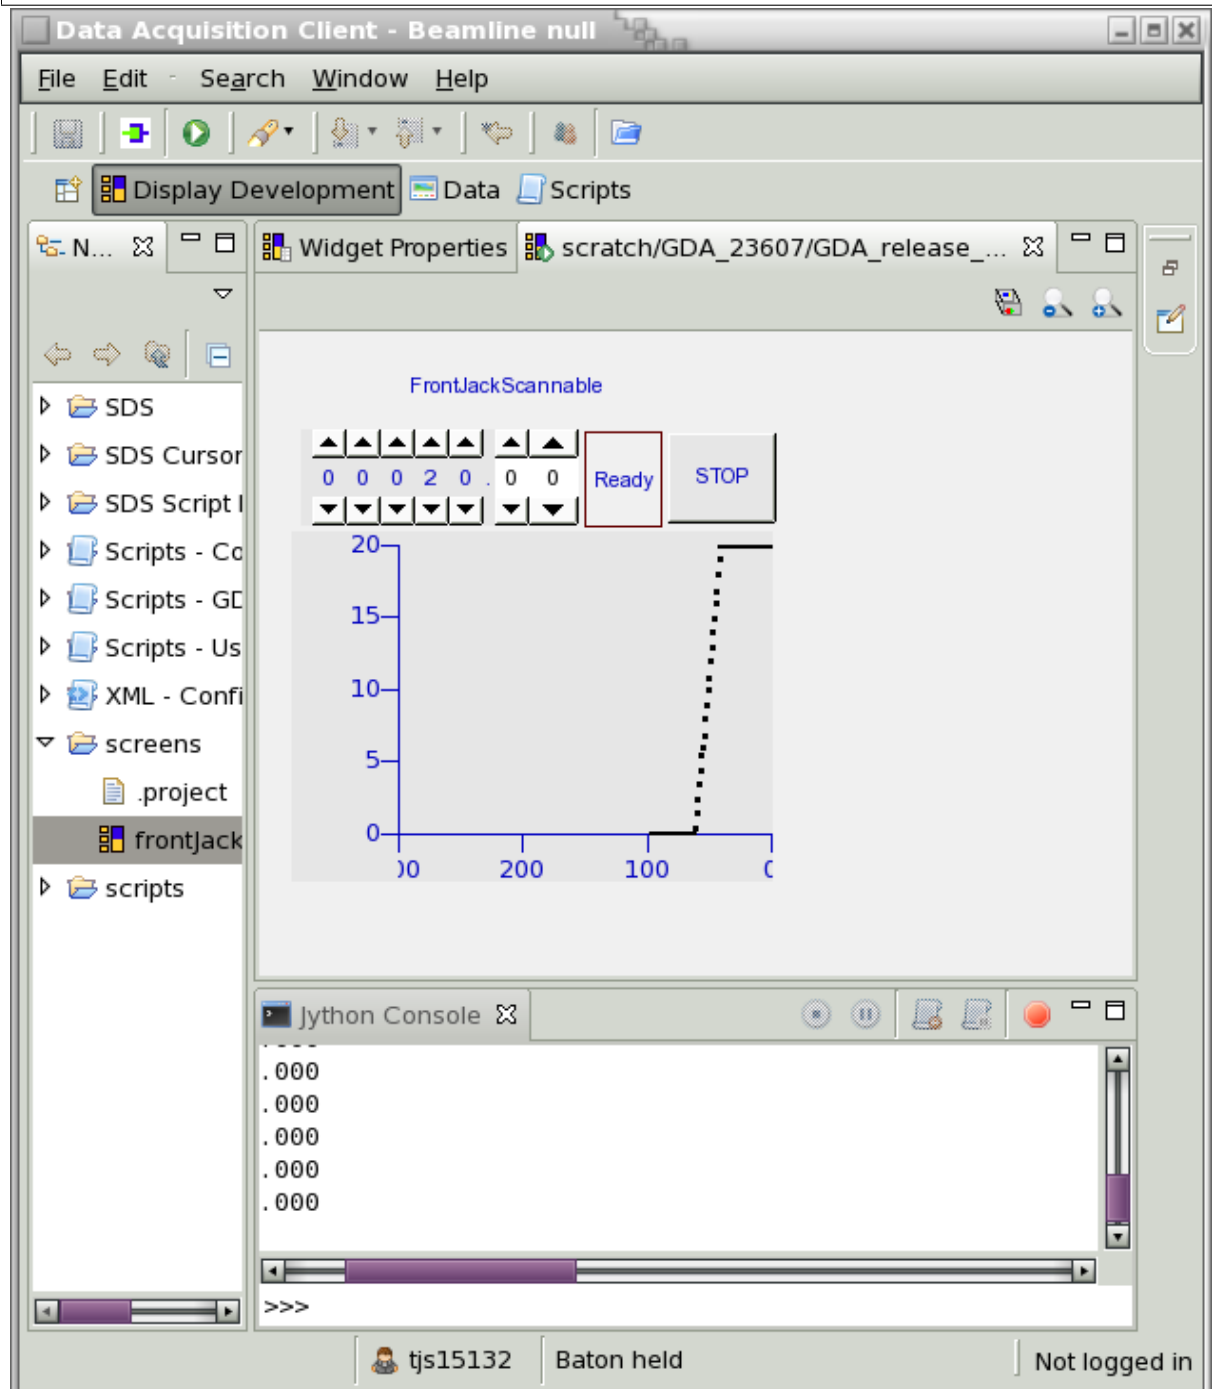 Data Acquisition Client - Beamline null
File Edit - Search Window Help
Display Development Data Scripts
N... Widget Properties scratch/GDA_23607/GDA_release_...
FrontJackScannable
0 0 0 2 0 . 0 0 Ready STOP
20
15
10
5
0
200 100
SDS
SDS Cursor
SDS Script
Scripts - Co
Scripts - GD
Scripts - Us
XML - Confi
screens
.project
frontJack
scripts
Jython Console
.000
.000
.000
.000
.000
>>>
tjs15132 Baton held Not logged in